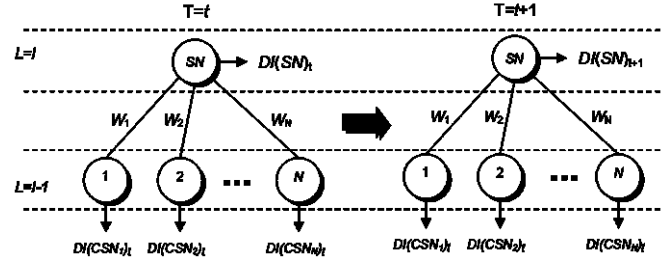 T=t T=t+1
L=l SN DI(SN)t SN DI(SN)t+1
W1 W2 WN W1 W2 WN
L=l-1 1 2 ... N 1 2 ... N
DI(CSN1)t DI(CSN2)t DI(CSNN)t DI(CSN1)t DI(CSN2)t DI(CSNN)t